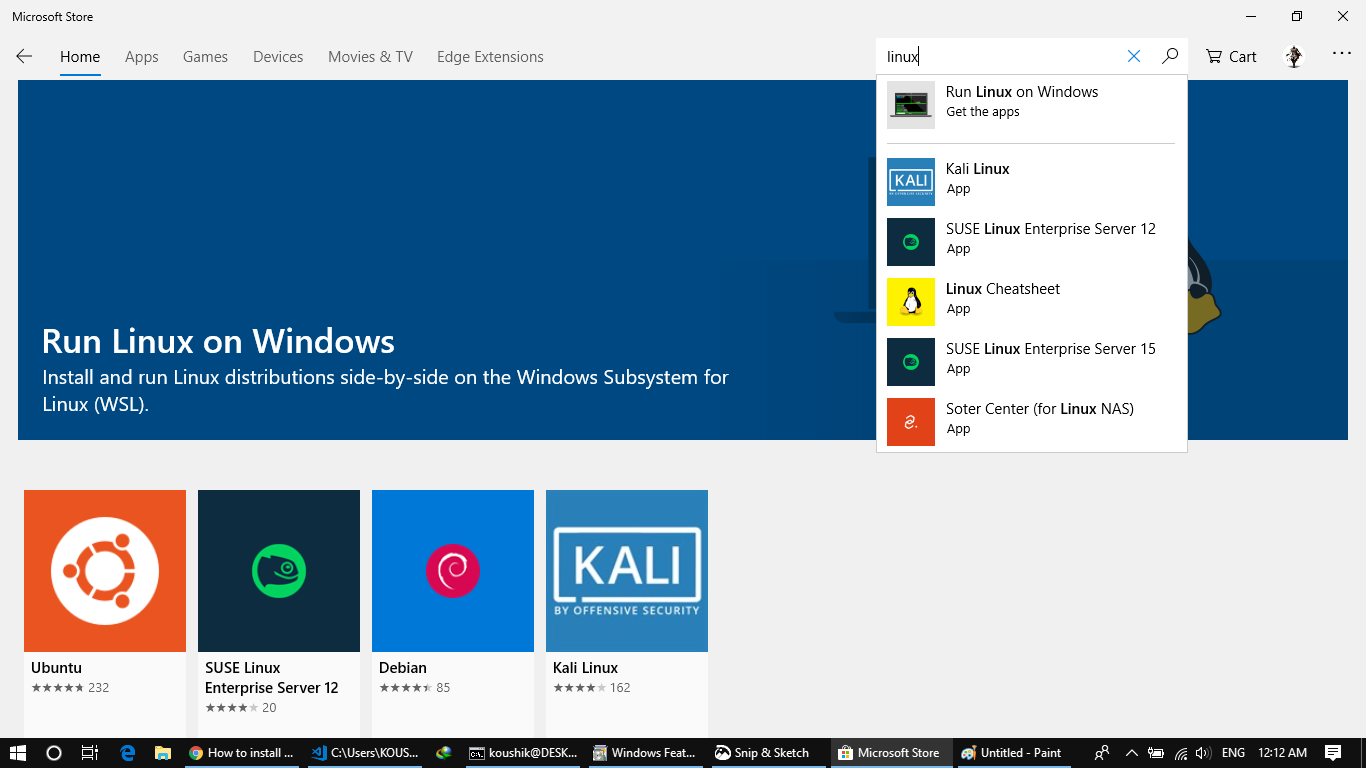 Microsoft Store
Home Apps Games Devices Movies & TV Edge Extensions
linux
Cart
Run Linux on Windows
Get the apps
Kali Linux
App
SUSE Linux Enterprise Server 12
App
Linux Cheatsheet
App
SUSE Linux Enterprise Server 15
App
Soter Center (for Linux NAS)
App
Run Linux on Windows
Install and run Linux distributions side-by-side on the Windows Subsystem for
Linux (WSL).
KALI
BY OFFENSIVE SECURITY
Ubuntu
232
SUSE Linux
Enterprise Server 12
20
Debian
85
Kali Linux
162
How to install ... C:\Users\KOUS... koushik@DESK... Windows Feat... Snip & Sketch Microsoft Store Untitled - Paint ENG 12:12 AM